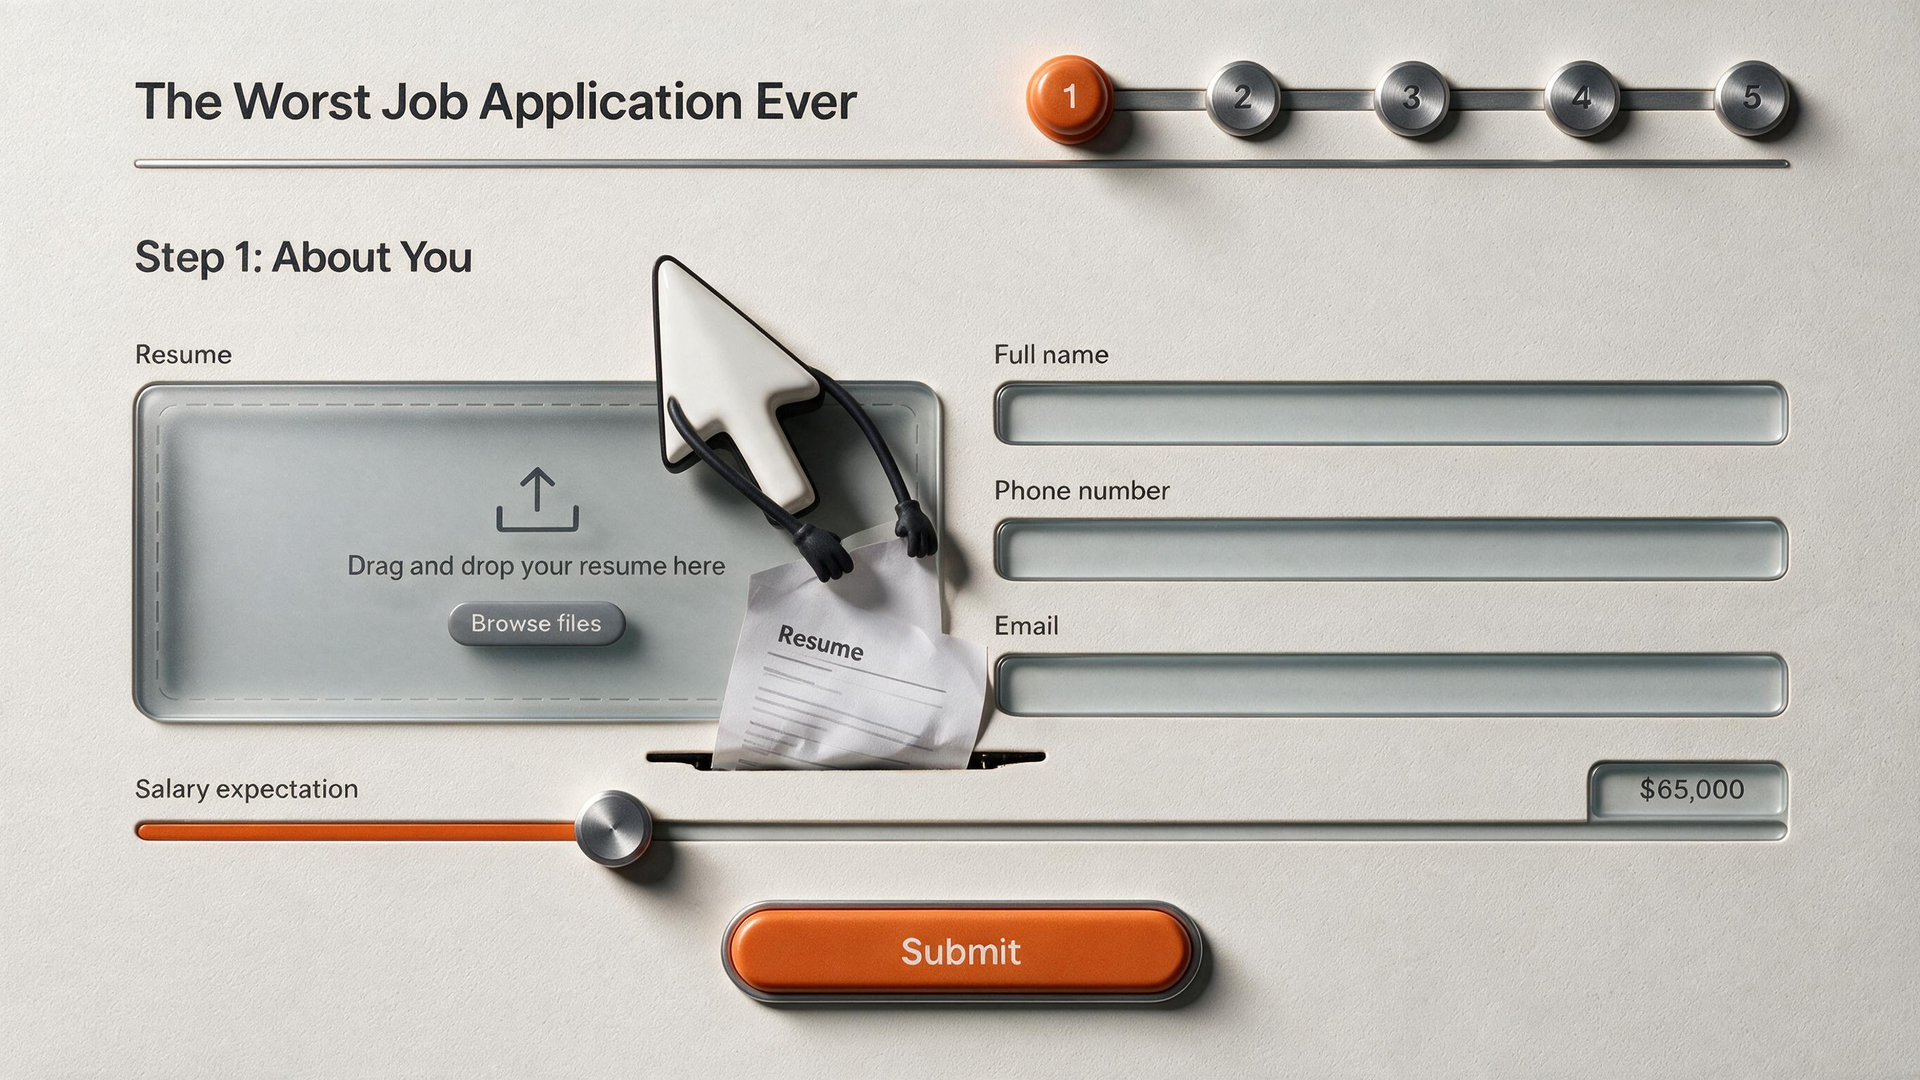 The Worst Job Application Ever
1 2 3 4 5
Step 1: About You
Resume
Drag and drop your resume here
Browse files
Resume
Full name
Phone number
Email
Salary expectation
$65,000
Submit